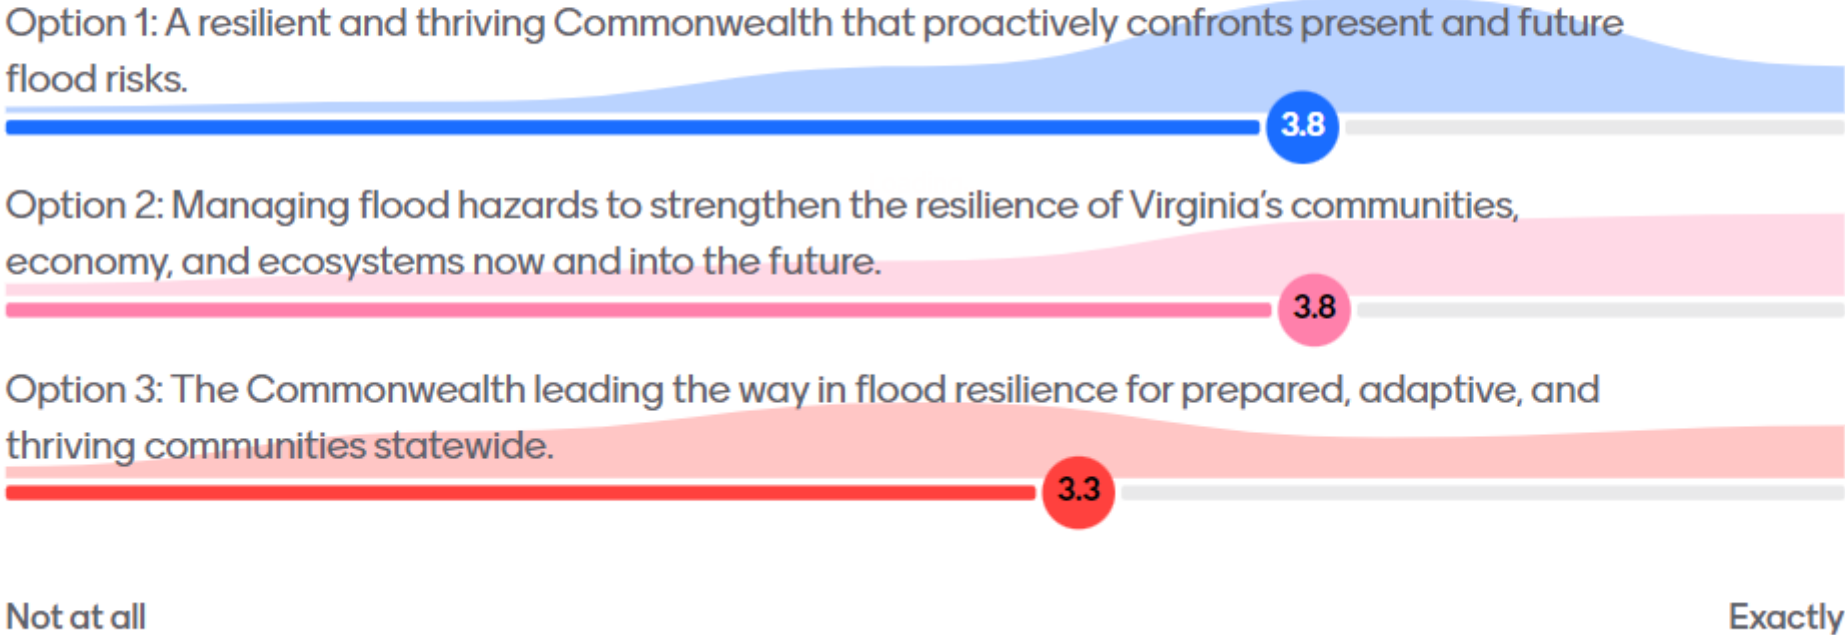 Option 1: A resilient and thriving Commonwealth that proactively confronts present and future
flood risks.
3.8
Option 2: Managing flood hazards to strengthen the resilience of Virginia’s communities,
economy, and ecosystems now and into the future.
3.8
Option 3: The Commonwealth leading the way in flood resilience for prepared, adaptive, and
thriving communities statewide.
3.3
Not at all
Exactly